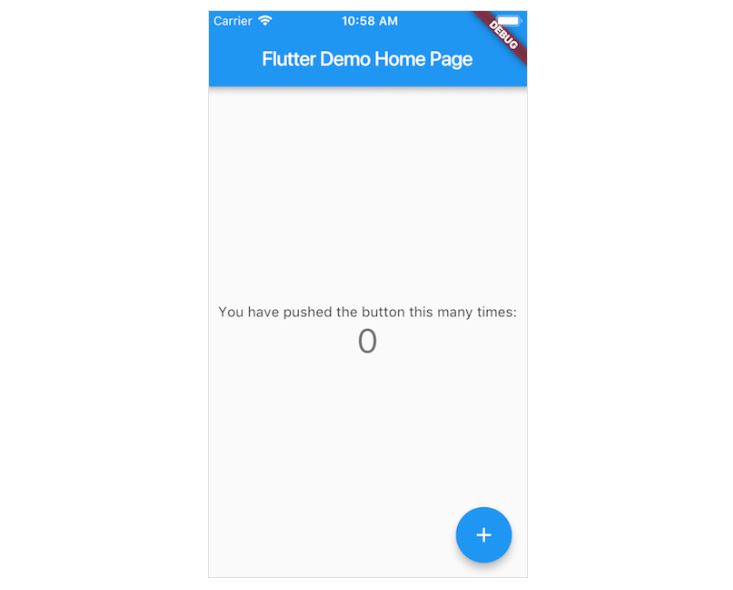 Carrier 10:58 AM
DEBUG
Flutter Demo Home Page
You have pushed the button this many times:
0
+